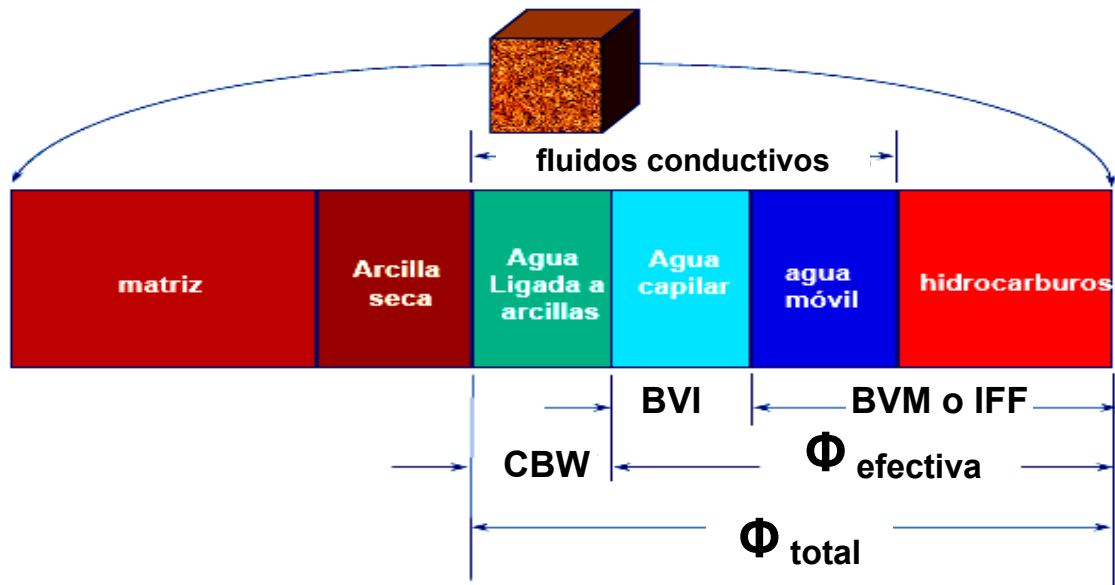 fluidos conductivos
matriz
Arcilla
seca
Agua
Ligada a
arcillas
Agua
capilar
agua
móvil
hidrocarburos
BVI
BVM o IFF
CBW
Φ efectiva
Φ total